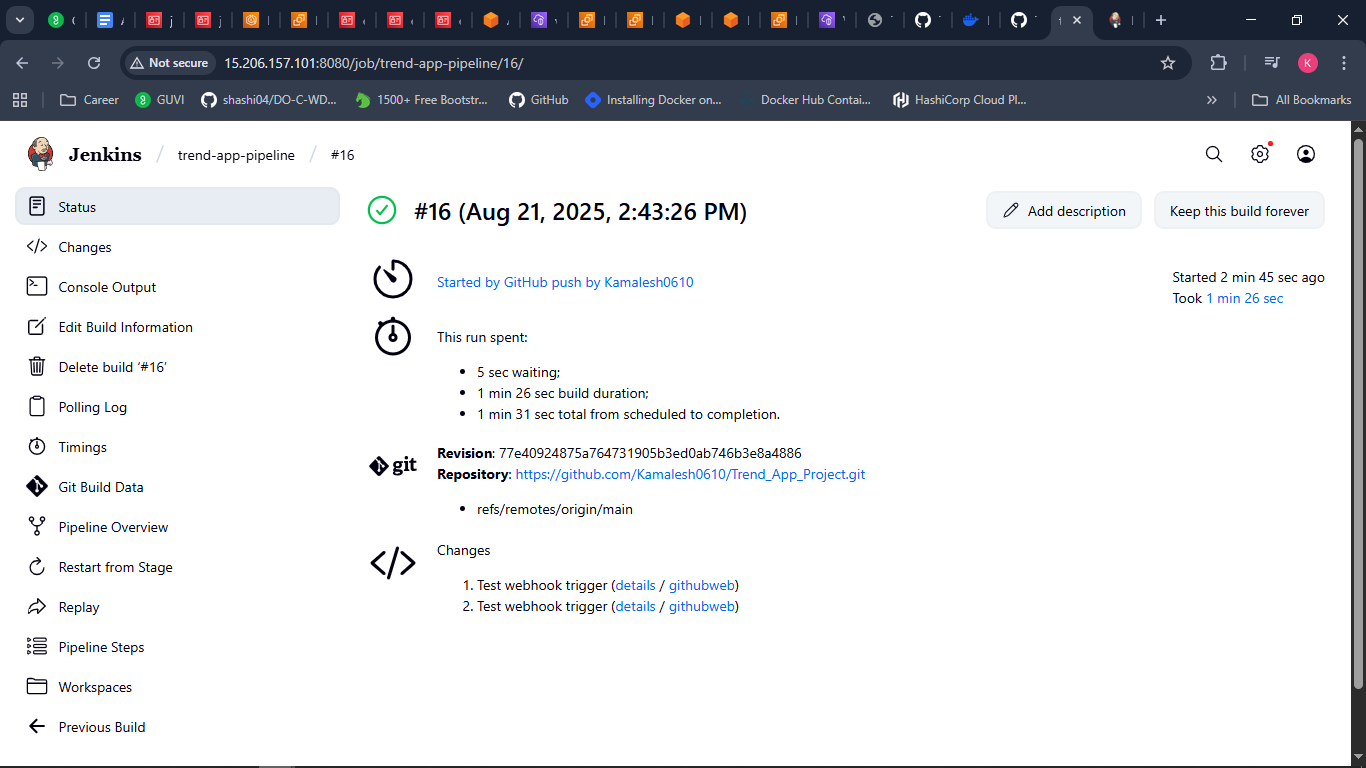 Not secure
15.206.157.101:8080/job/trend-app-pipeline/16/
K
Career
GUVI
shashi04/DO-C-WD...
1500+ Free Bootstr...
GitHub
Installing Docker on...
Docker Hub Contai...
HashiCorp Cloud Pl...
»
All Bookmarks
Jenkins / trend-app-pipeline / #16
Status
Changes
Console Output
Edit Build Information
Delete build ‘#16’
Polling Log
Timings
Git Build Data
Pipeline Overview
Restart from Stage
Replay
Pipeline Steps
Workspaces
Previous Build
#16 (Aug 21, 2025, 2:43:26 PM)
Add description
Keep this build forever
Started by GitHub push by Kamalesh0610
Started 2 min 45 sec ago
Took 1 min 26 sec
This run spent:
• 5 sec waiting;
• 1 min 26 sec build duration;
• 1 min 31 sec total from scheduled to completion.
git
Revision: 77e40924875a764731905b3ed0ab746b3e8a4886
Repository: https://github.com/Kamalesh0610/Trend_App_Project.git
• refs/remotes/origin/main
Changes
1. Test webhook trigger (details / githubweb)
2. Test webhook trigger (details / githubweb)